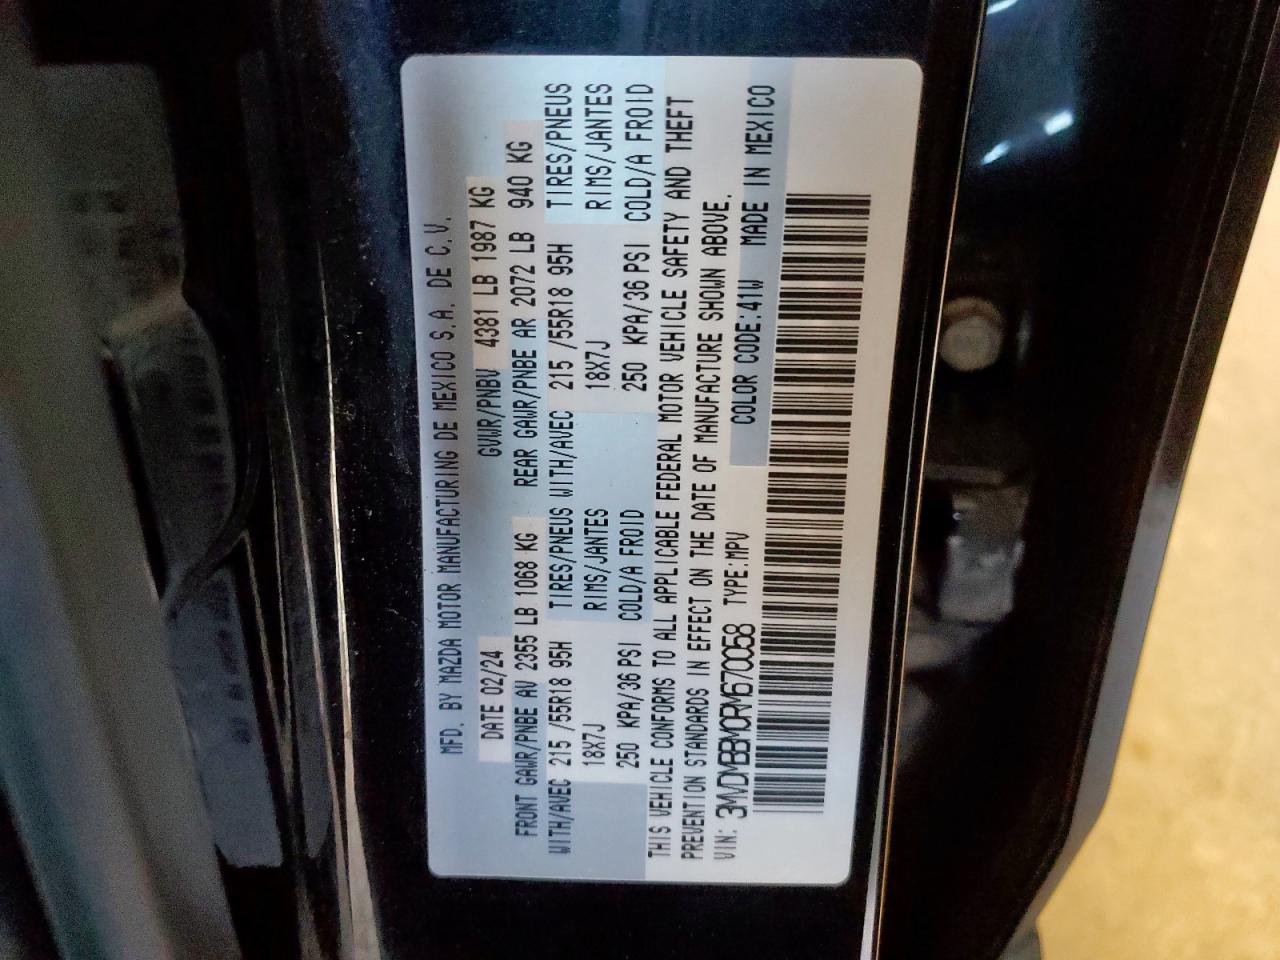 MFD. BY MAZDA MOTOR MANUFACTURING DE MEXICO S.A. DE C.V.
DATE 02/24 GVWR/PNBV 4381 LB 1987 KG
FRONT GAWR/PNBE AV 2355 LB 1068 KG REAR GAWR/PNBE AR 2072 LB 940 KG
WITH/AVEC 215 /55R18 95H TIRES/PNEUS WITH/AVEC 215 /55R18 95H TIRES/PNEUS
18X7J RIMS/JANTES 18X7J RIMS/JANTES
250 KPA/36 PSI COLD/A FROID 250 KPA/36 PSI COLD/A FROID
THIS VEHICLE CONFORMS TO ALL APPLICABLE FEDERAL MOTOR VEHICLE SAFETY AND THEFT
PREVENTION STANDARDS IN EFFECT ON THE DATE OF MANUFACTURE SHOWN ABOVE.
VIN: 3MVDMBBM0RM670058 TYPE:MPV COLOR CODE:41W MADE IN MEXICO